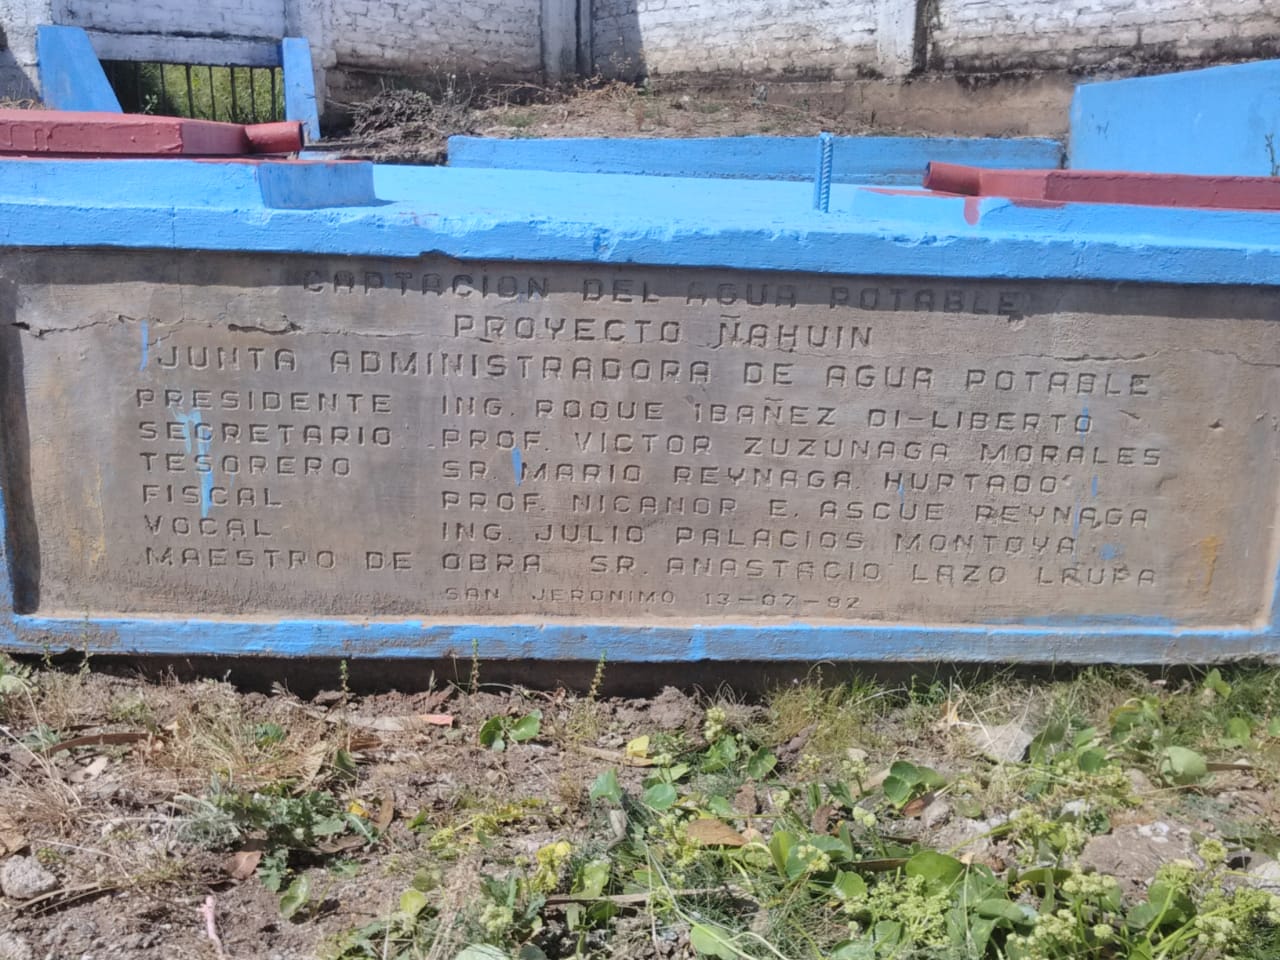 CAPTACION DEL AGUA POTABLE
PROYECTO ÑAHUIN
JUNTA ADMINISTRADORA DE AGUA POTABLE
PRESIDENTE ING. ROQUE IBAÑEZ DI-LIBERTO
SECRETARIO PROF. VICTOR ZUZUNAGA MORALES
TESORERO SR. MARIO REYNAGA HURTADO
FISCAL PROF. NICANOR E. ASCUE REYNAGA
VOCAL ING. JULIO PALACIOS MONTOYA
MAESTRO DE OBRA SR. ANASTACIO LAZO
SAN JERONIMO 13-07-92